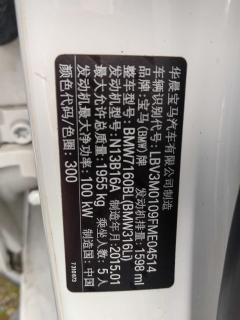 华晨宝马汽车有限公司制造
车辆识别代号:LBV3M0109FME04514
品牌:宝马(BMW)牌 发动机排量:1598 ml
整车型号:BMW7160BL(BMW316Li)
发动机型号:N13B16A 制造年月:2015.01
最大允许总质量:1955 kg 乘坐人数:5人
发动机最大净功率:100 kW 制造国:中国
颜色代码/色圈:300